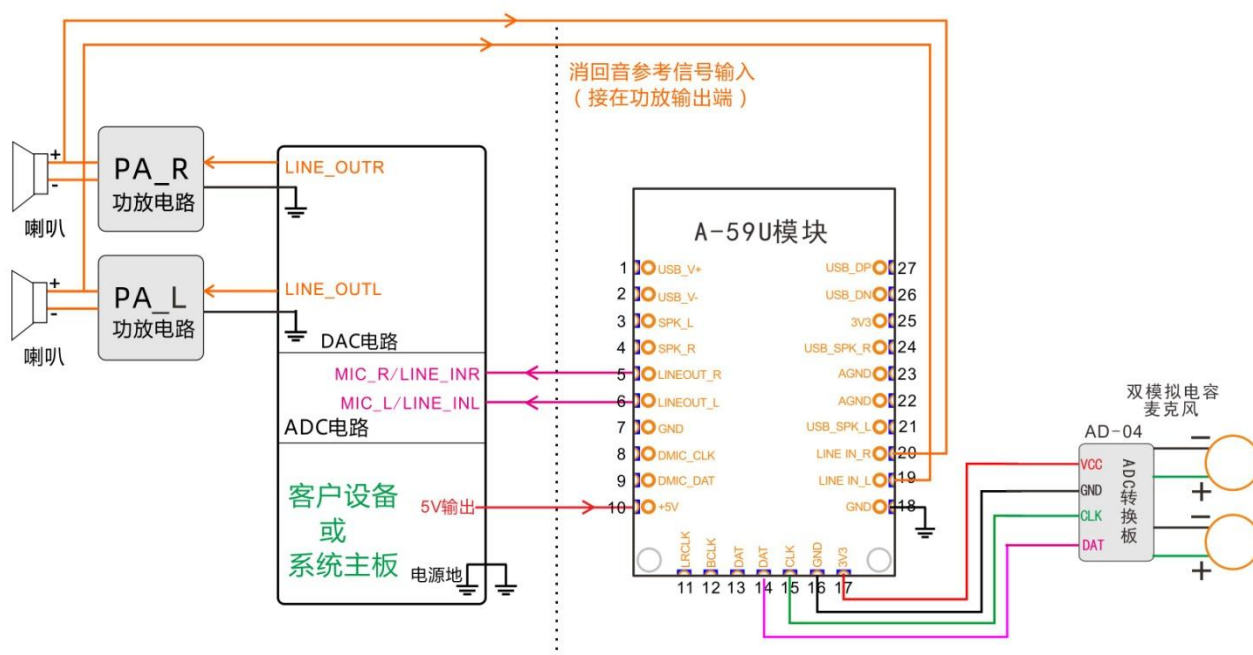 消回音参考信号输入
（接在功放输出端）
+
-
喇叭
PA_R
功放电路
LINE_OUTR
+
-
喇叭
PA_L
功放电路
LINE_OUTL
DAC电路
MIC_R/LINE_INR
MIC_L/LINE_INL
ADC电路
客户设备
或
系统主板
5V输出
电源地
A-59U模块
1 USB_V+
2 USB_V-
3 SPK_L
4 SPK_R
5 LINEOUT_R
6 LINEOUT_L
7 GND
8 DMIC_CLK
9 DMIC_DAT
10 +5V
USB_DP 27
USB_DN 26
3V3 25
USB_SPK_R 24
AGND 23
AGND 22
USB_SPK_L 21
LINE IN_R 20
LINE IN_L 19
GND 18
LRCLK BCLK DAT DAT CLK GND 3V3
11 12 13 14 15 16 17
双模拟电容
麦克风
AD-04
VCC
GND
CLK
DAT
ADC转换板
−
+
−
+